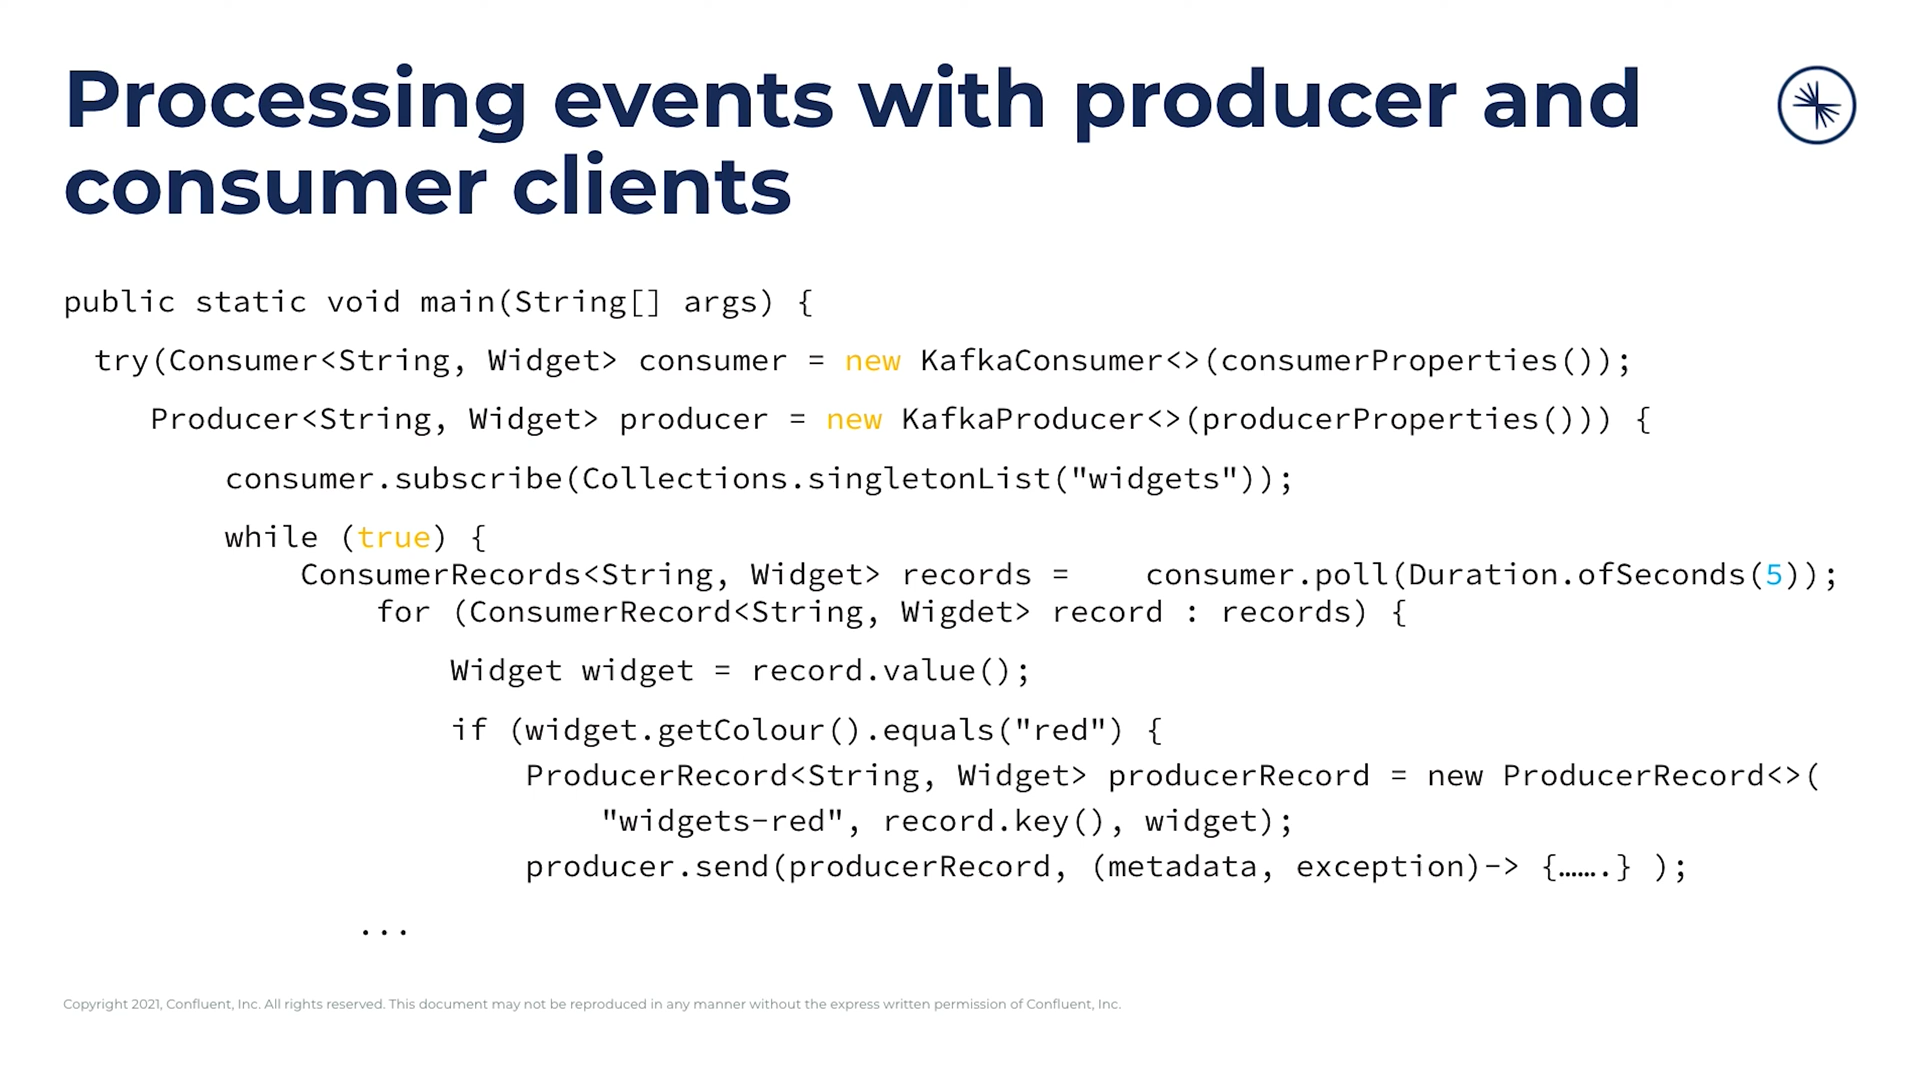 Processing events with producer and
consumer clients
public static void main(String[] args) {
try(Consumer<String, Widget> consumer = new KafkaConsumer<>(consumerProperties());
Producer<String, Widget> producer = new KafkaProducer<>(producerProperties())) {
consumer.subscribe(Collections.singletonList("widgets"));
while (true) {
ConsumerRecords<String, Widget> records =    consumer.poll(Duration.ofSeconds(5));
for (ConsumerRecord<String, Wigdet> record : records) {
Widget widget = record.value();
if (widget.getColour().equals("red") {
ProducerRecord<String, Widget> producerRecord = new ProducerRecord<>(
"widgets-red", record.key(), widget);
producer.send(producerRecord, (metadata, exception)-> {…….} );
...
Copyright 2021, Confluent, Inc. All rights reserved. This document may not be reproduced in any manner without the express written permission of Confluent, Inc.